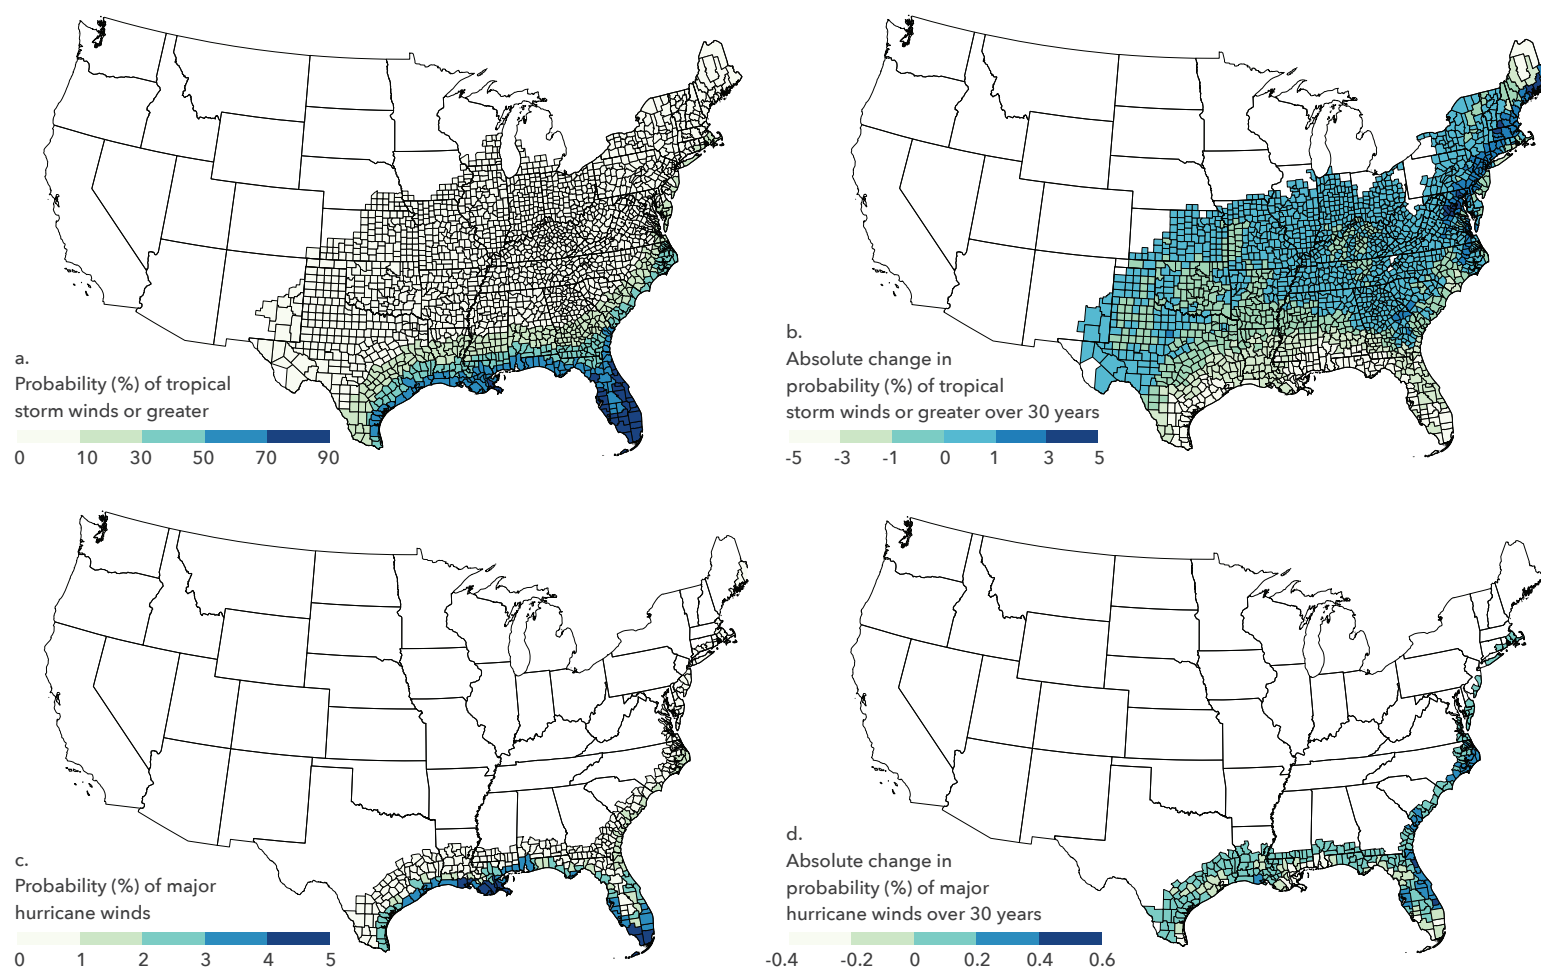 a.
Probability (%) of tropical
storm winds or greater
0 10 30 50 70 90
b.
Absolute change in
probability (%) of tropical
storm winds or greater over 30 years
-5 -3 -1 0 1 3 5
c.
Probability (%) of major
hurricane winds
0 1 2 3 4 5
d.
Absolute change in
probability (%) of major
hurricane winds over 30 years
-0.4 -0.2 0 0.2 0.4 0.6